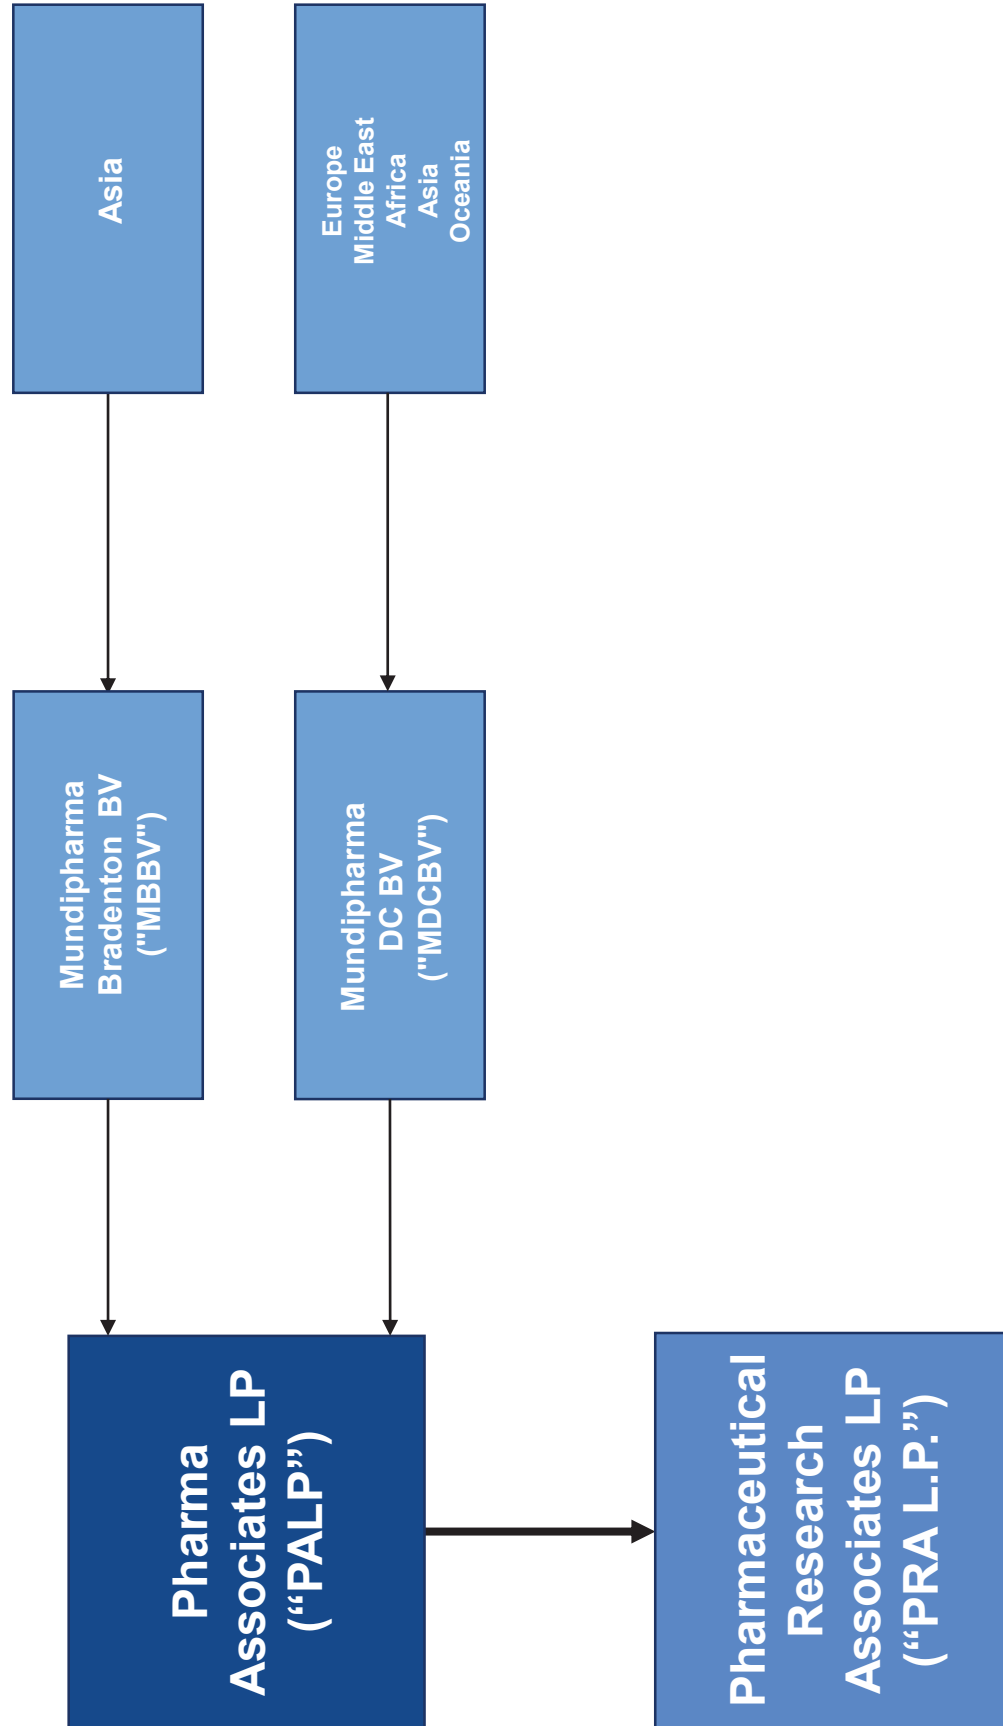 Pharma
Associates LP
(“PALP”)
Mundipharma
Bradenton BV
("MBBV")
Asia
Mundipharma
DC BV
("MDCBV")
Europe
Middle East
Africa
Asia
Oceania
Pharmaceutical
Research
Associates LP
(“PRA L.P.”)